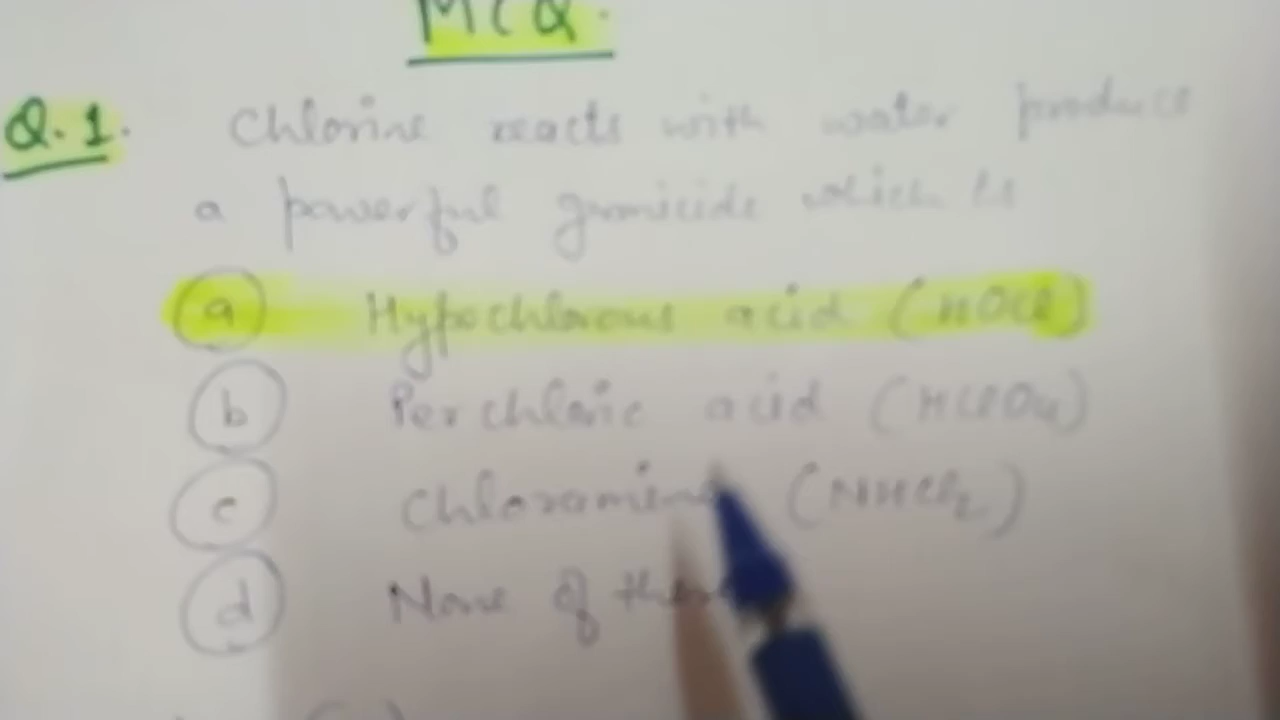 MCQ.
Q.1. Chlorine reacts with water produce
a powerful germicide which is
(a) Hypochlorous acid (HOCl)
(b) Perchloric acid (HClO4)
(c) Chloramine (NHCl2)
(d) None of